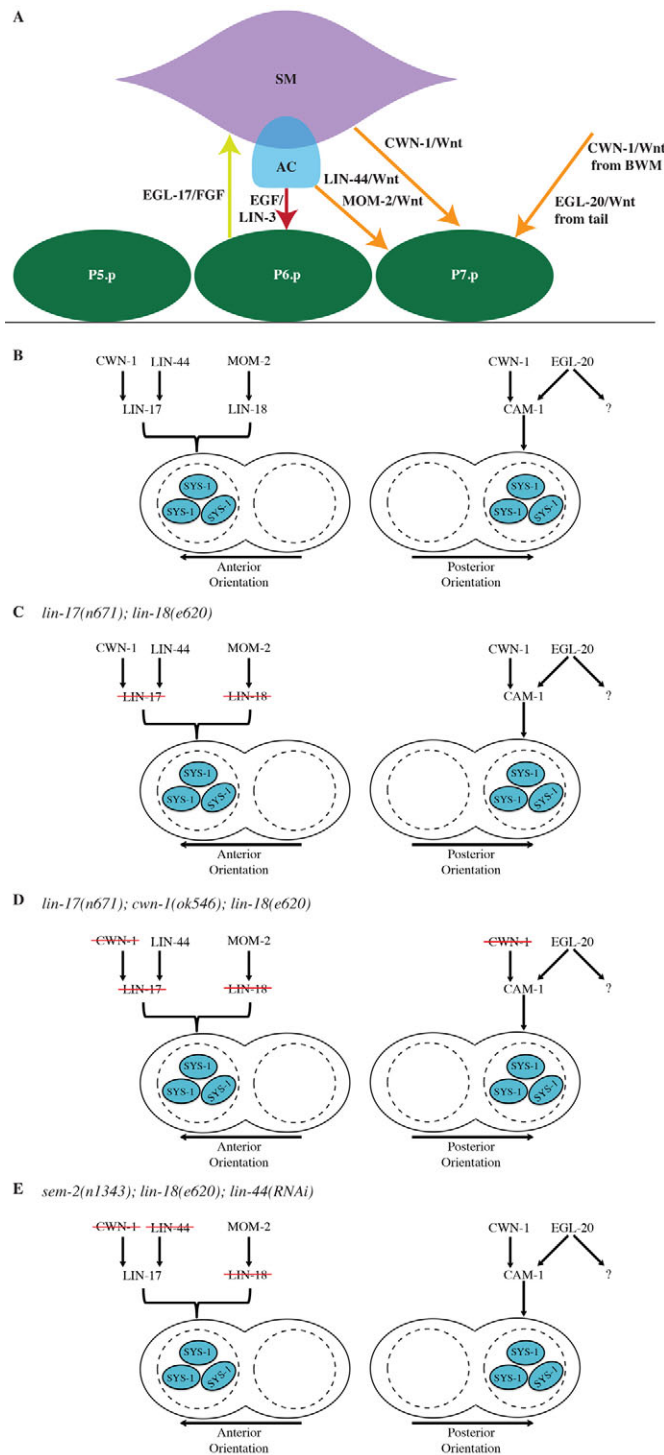 A
SM
AC
CWN-1/Wnt
CWN-1/Wnt
from BWM
LIN-44/Wnt
EGL-17/FGF
EGF/
LIN-3
MOM-2/Wnt
EGL-20/Wnt
from tail
P5.p
P6.p
P7.p
B
CWN-1 LIN-44 MOM-2 CWN-1 EGL-20
LIN-17 LIN-18 CAM-1 ?
SYS-1 SYS-1
SYS-1 SYS-1 SYS-1 SYS-1
Anterior Posterior
Orientation Orientation
C lin-17(n671); lin-18(e620)
CWN-1 LIN-44 MOM-2 CWN-1 EGL-20
LIN-17 LIN-18 CAM-1 ?
SYS-1 SYS-1
SYS-1 SYS-1 SYS-1 SYS-1
Anterior Posterior
Orientation Orientation
D lin-17(n671); cwn-1(ok546); lin-18(e620)
CWN-1 LIN-44 MOM-2 CWN-1 EGL-20
LIN-17 LIN-18 CAM-1 ?
SYS-1 SYS-1
SYS-1 SYS-1 SYS-1 SYS-1
Anterior Posterior
Orientation Orientation
E sem-2(n1343); lin-18(e620); lin-44(RNAi)
CWN-1 LIN-44 MOM-2 CWN-1 EGL-20
LIN-17 LIN-18 CAM-1 ?
SYS-1 SYS-1
SYS-1 SYS-1 SYS-1 SYS-1
Anterior Posterior
Orientation Orientation